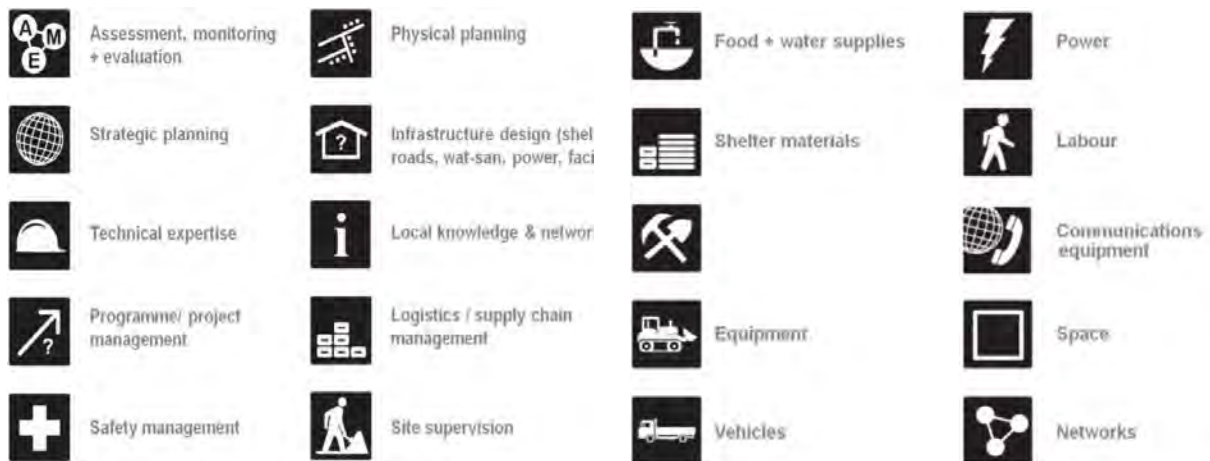 A
M
E
Assessment, monitoring
+ evaluation
Strategic planning
Technical expertise
?
Programme/ project
management
Safety management
Physical planning
?
Infrastructure design (shel
roads, wat-san, power, faci
i
Local knowledge & networ
Logistics / supply chain
management
Site supervision
Food + water supplies
Shelter materials
Equipment
Vehicles
Power
Labour
Communications
equipment
Space
Networks